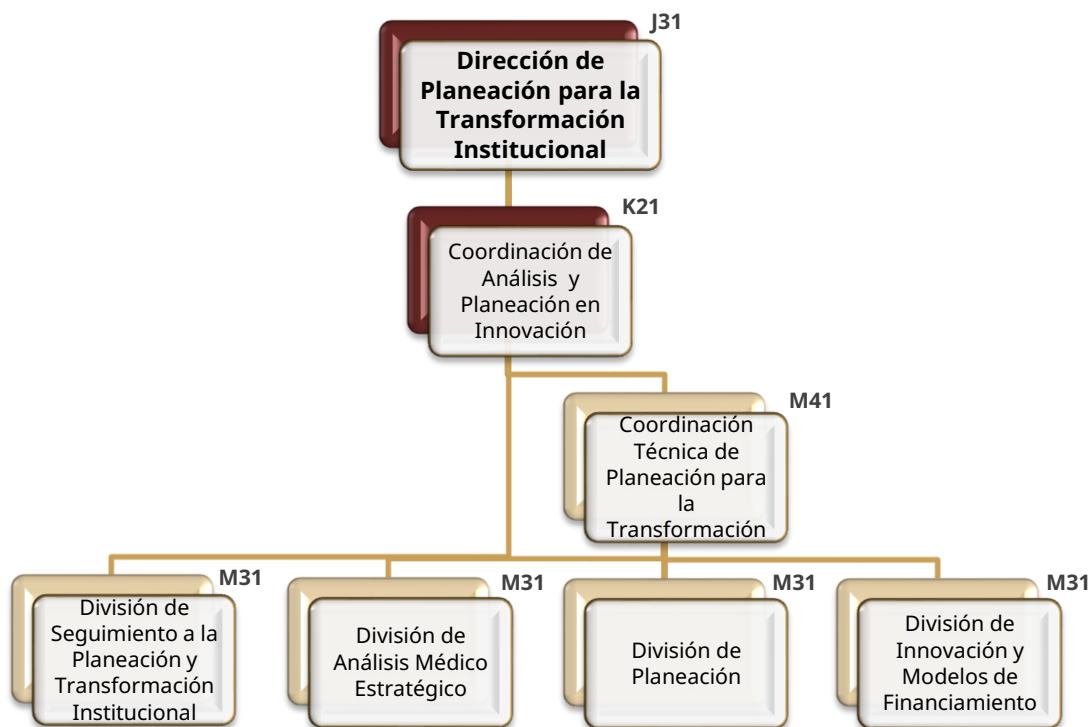 J31
Dirección de
Planeación para la
Transformación
Institucional
K21
Coordinación de
Análisis y
Planeación en
Innovación
M41
Coordinación
Técnica de
Planeación para
la
Transformación
M31
División de
Seguimiento a la
Planeación y
Transformación
Institucional
M31
División de
Análisis Médico
Estratégico
M31
División de
Planeación
M31
División de
Innovación y
Modelos de
Financiamiento